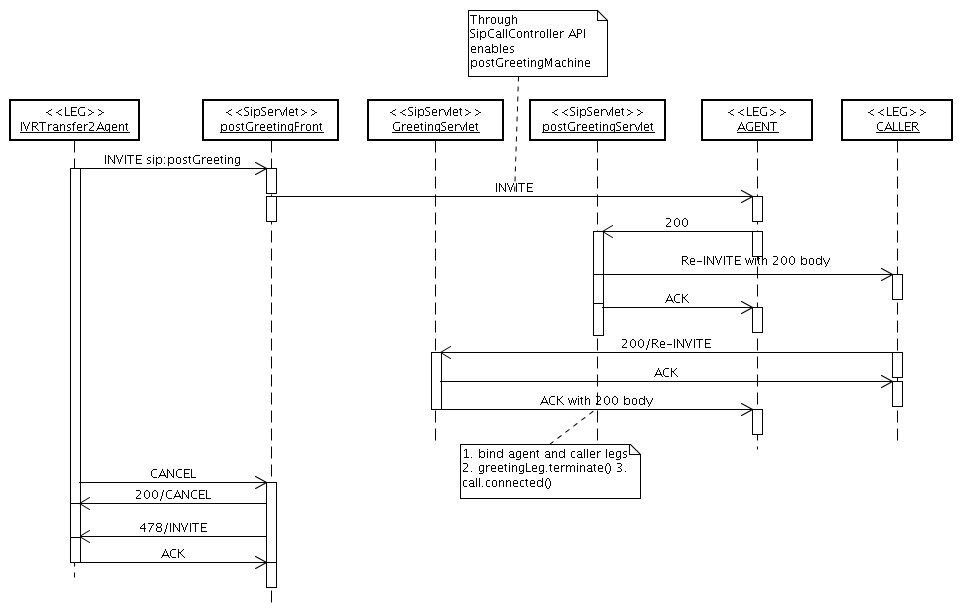 Through
SipCallController API
enables
postGreetingMachine
<<LEG>>
IVRTransfer2Agent
<<SipServlet>>
postGreetingFront
<<SipServlet>>
GreetingServlet
<<SipServlet>>
postGreetingServlet
<<LEG>>
AGENT
<<LEG>>
CALLER
INVITE sip:postGreeting
INVITE
200
Re-INVITE with 200 body
ACK
200/Re-INVITE
ACK
ACK with 200 body
1. bind agent and caller legs
2. greetingLeg.terminate() 3.
call.connected()
CANCEL
200/CANCEL
478/INVITE
ACK